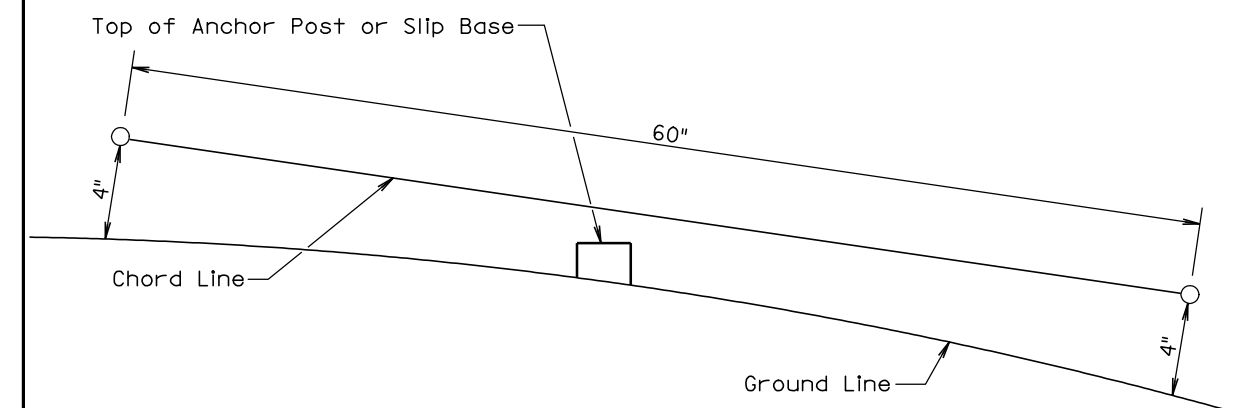 Top of Anchor Post or Slip Base
60"
4"
Chord Line
4"
Ground Line